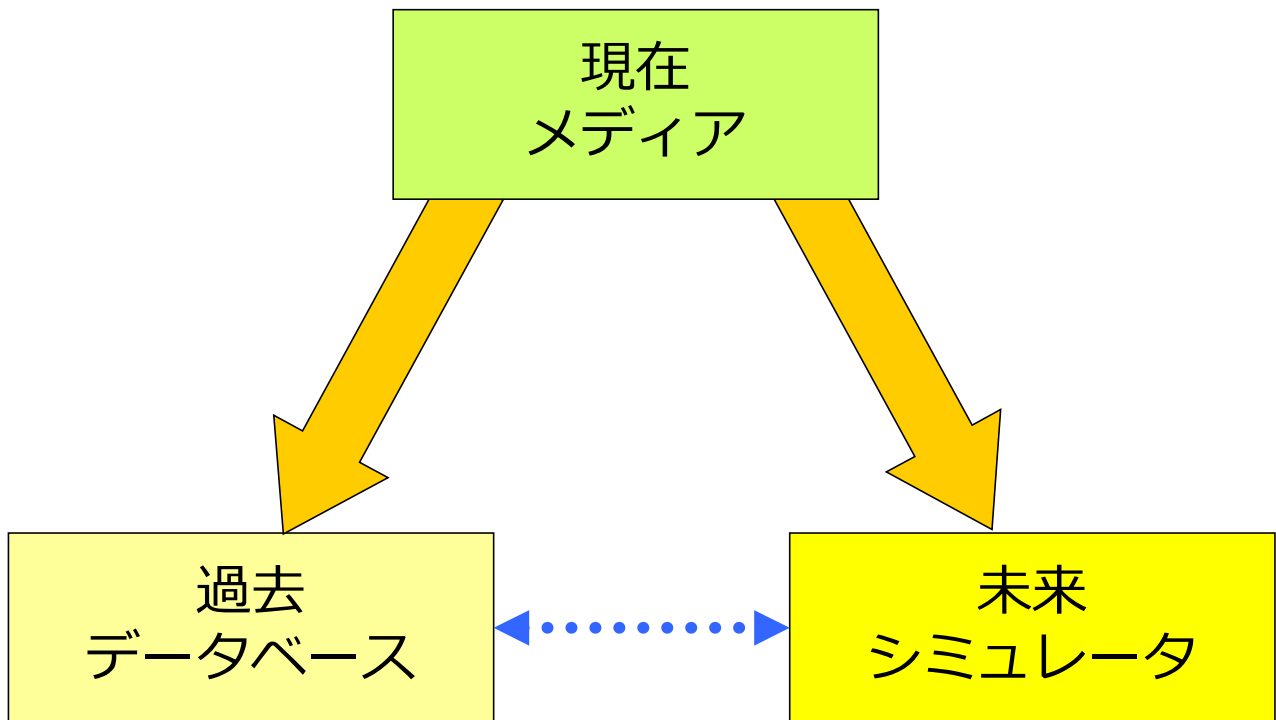 現在
メディア
過去
データベース
未来
シミュレータ